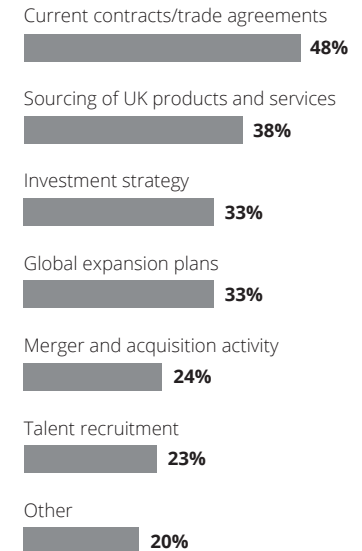 Current contracts/trade agreements
48%
Sourcing of UK products and services
38%
Investment strategy
33%
Global expansion plans
33%
Merger and acquisition activity
24%
Talent recruitment
23%
Other
20%